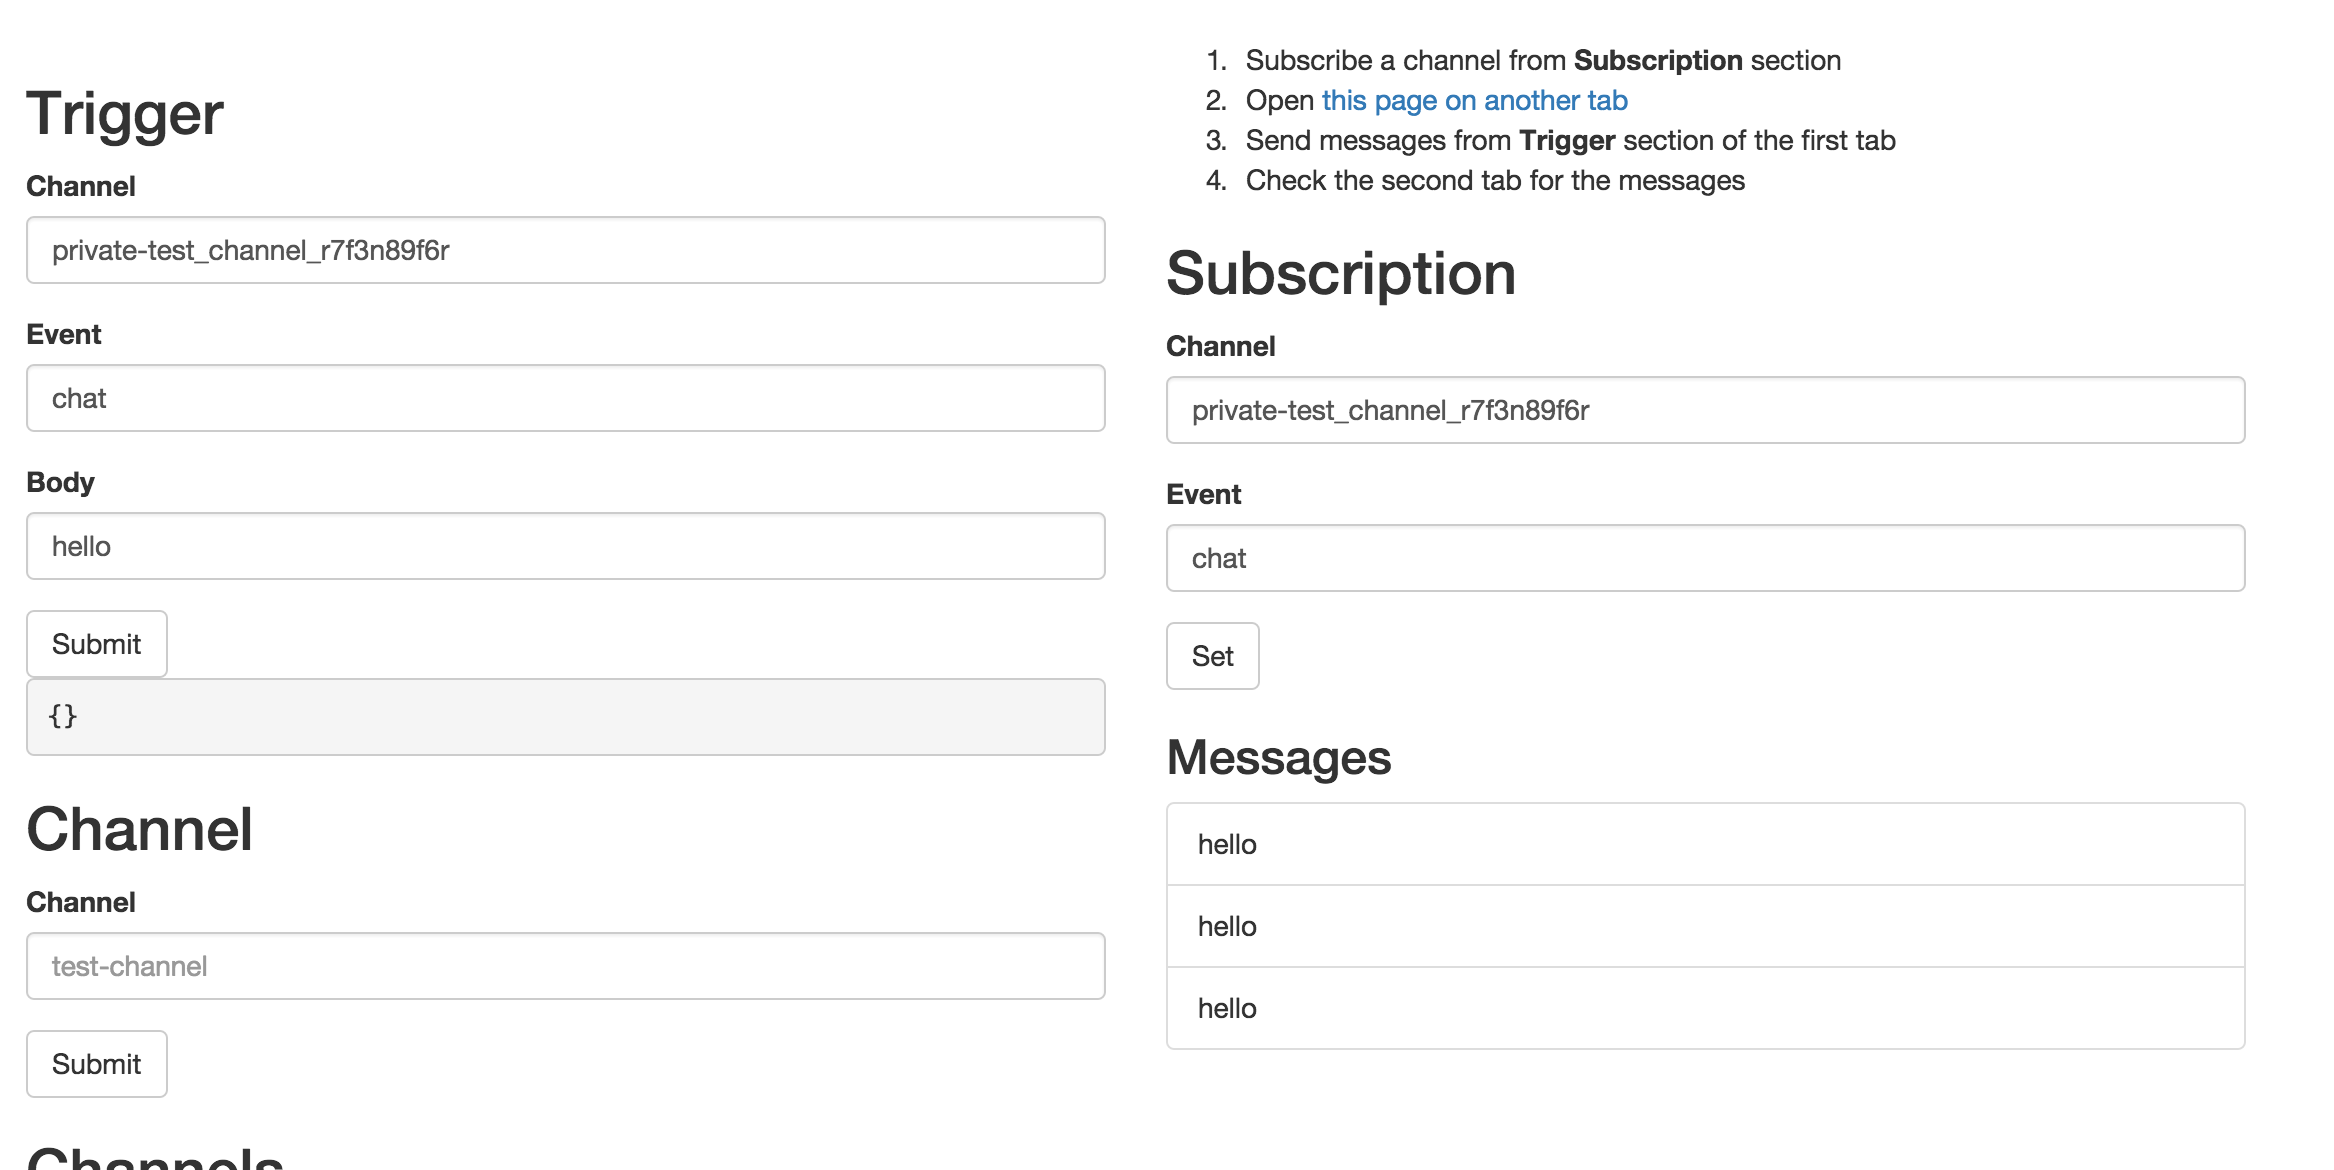 Trigger
Channel
private-test_channel_r7f3n89f6r
Event
chat
Body
hello
Submit
{}
Channel
Channel
test-channel
Submit
Channels
1. Subscribe a channel from Subscription section
2. Open this page on another tab
3. Send messages from Trigger section of the first tab
4. Check the second tab for the messages
Subscription
Channel
private-test_channel_r7f3n89f6r
Event
chat
Set
Messages
hello
hello
hello